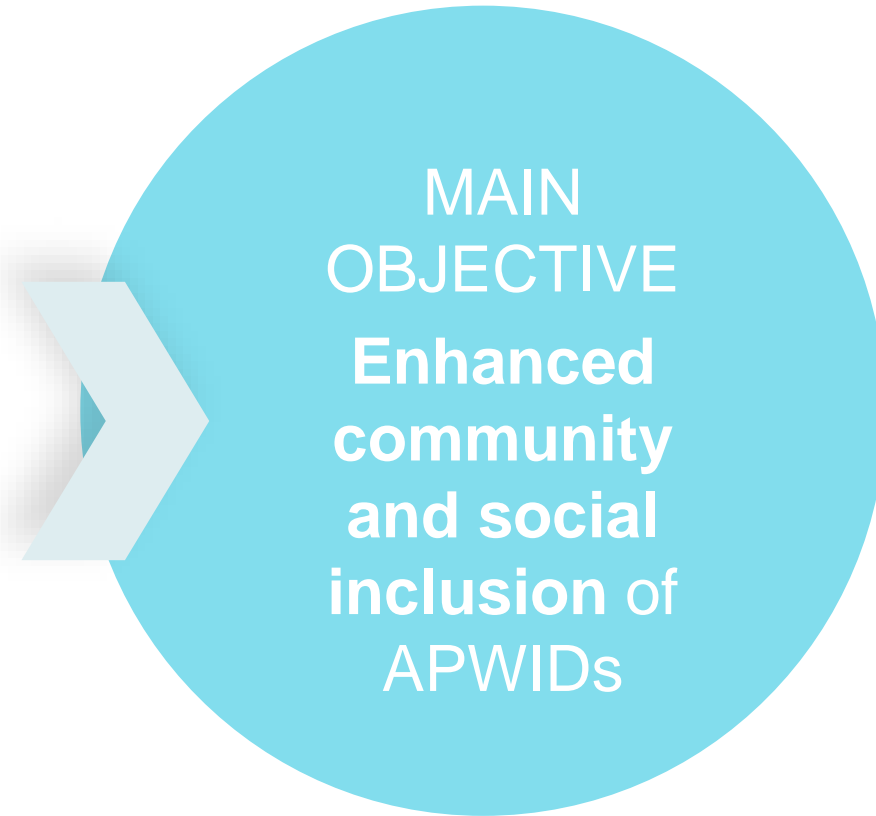 MAIN
OBJECTIVE
Enhanced
community
and social
inclusion of
APWIDs